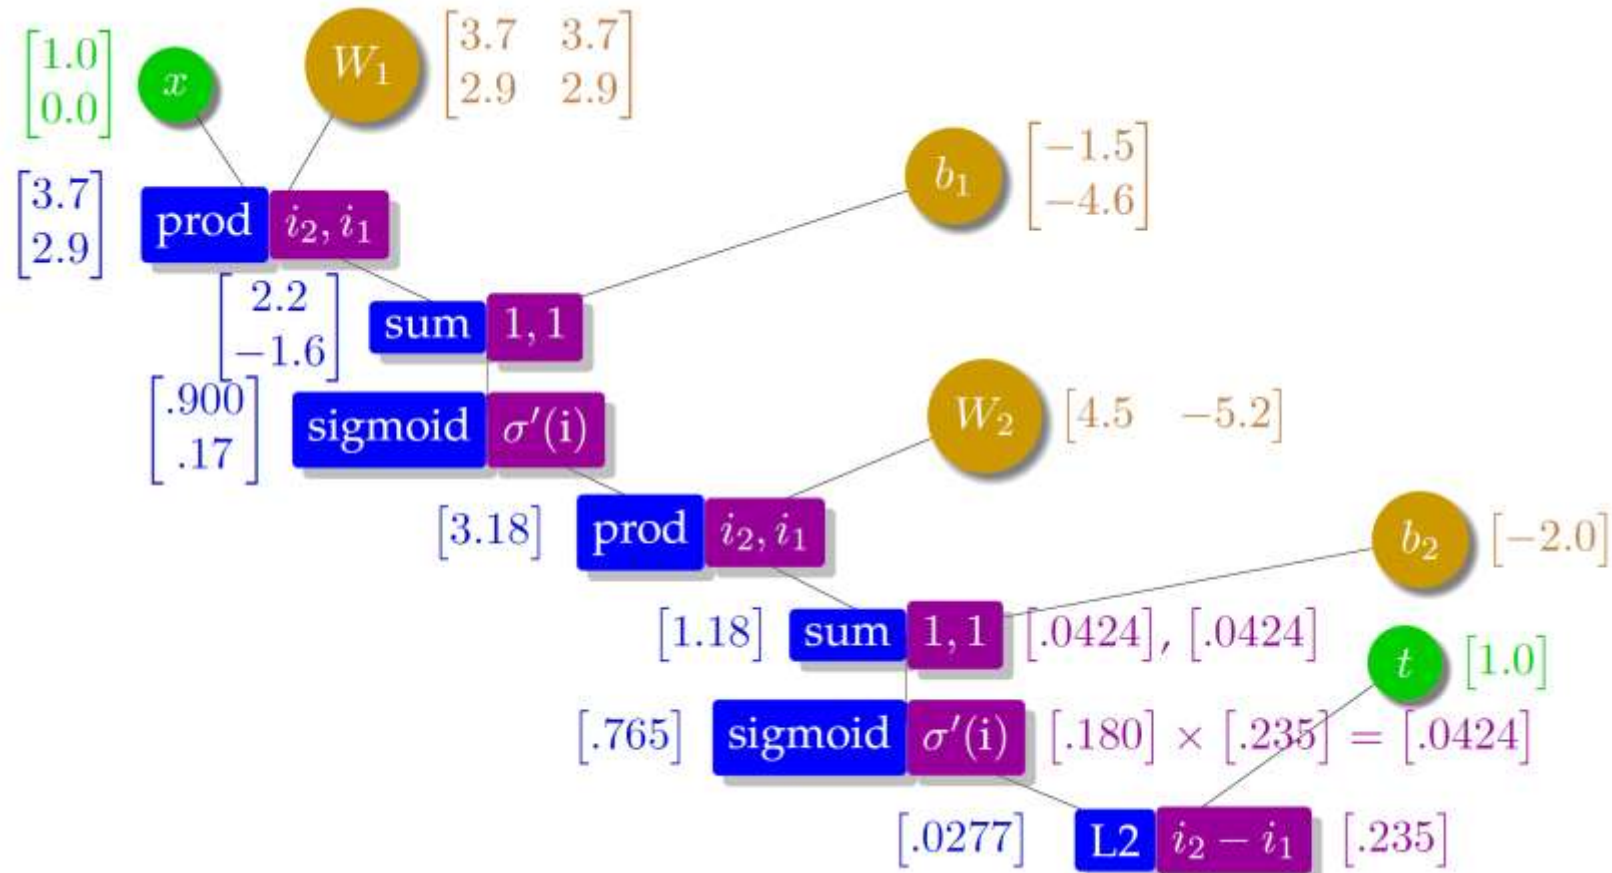 [1.0 0.0] x W₁ [3.7 3.7 2.9 2.9]
[3.7 2.9] prod i₂, i₁
b₁ [−1.5 −4.6]
[2.2 −1.6] sum 1, 1
[.900 .17] sigmoid σ′(i)
W₂ [4.5 −5.2]
[3.18] prod i₂, i₁
b₂ [−2.0]
[1.18] sum 1, 1 [.0424], [.0424]
t [1.0]
[.765] sigmoid σ′(i) [.180] × [.235] = [.0424]
[.0277] L2 i₂ − i₁ [.235]